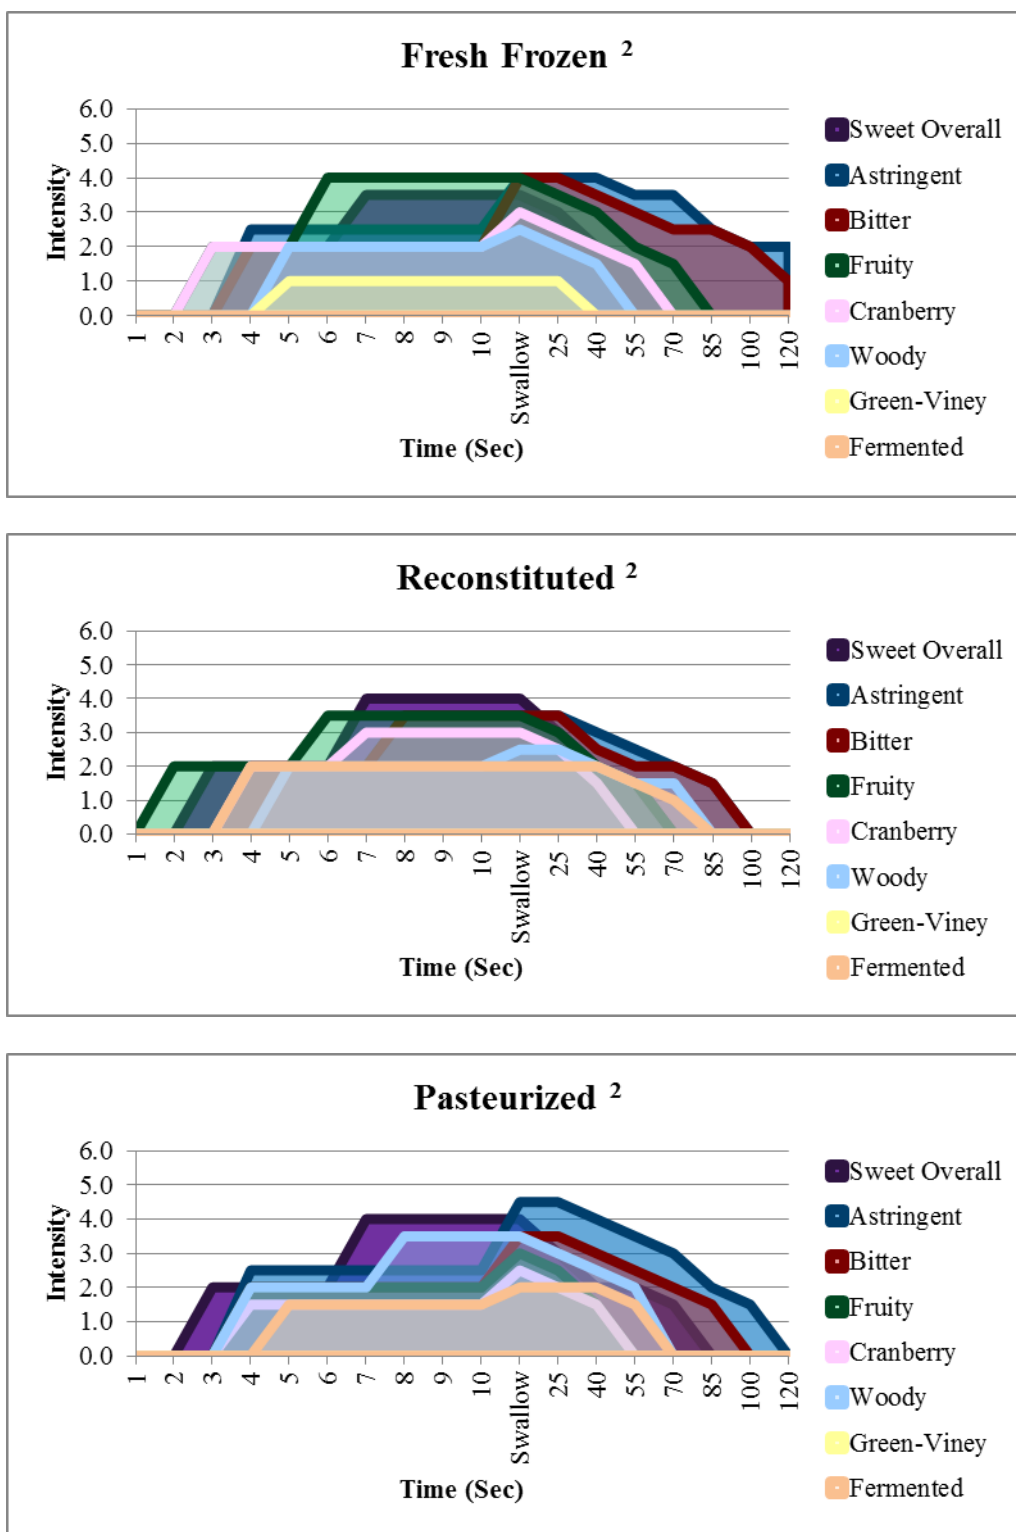 Fresh Frozen ²
6.0
5.0
4.0
3.0
2.0
1.0
0.0
Intensity
1 2 3 4 5 6 7 8 9 10 Swallow 25 40 55 70 85 100 120
Time (Sec)
Sweet Overall
Astringent
Bitter
Fruity
Cranberry
Woody
Green-Viney
Fermented
Reconstituted ²
6.0
5.0
4.0
3.0
2.0
1.0
0.0
Intensity
1 2 3 4 5 6 7 8 9 10 Swallow 25 40 55 70 85 100 120
Time (Sec)
Sweet Overall
Astringent
Bitter
Fruity
Cranberry
Woody
Green-Viney
Fermented
Pasteurized ²
6.0
5.0
4.0
3.0
2.0
1.0
0.0
Intensity
1 2 3 4 5 6 7 8 9 10 Swallow 25 40 55 70 85 100 120
Time (Sec)
Sweet Overall
Astringent
Bitter
Fruity
Cranberry
Woody
Green-Viney
Fermented